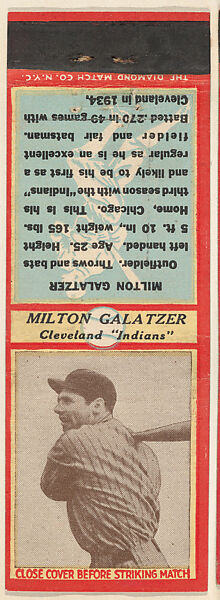 THE DIAMOND MATCH CO. N.Y.C.
MILTON GALATZER
Outfielder. Throws and bats
left handed. Age 25. Height
5 ft. 10 in., weight 165 lbs.
Home, Chicago. This is his
third season with the "Indians"
and likely to be his first as a
regular as he is an excellent
fielder and fair batsman.
Batted .270 in 49 games with
Cleveland in 1934.
MILTON GALATZER
Cleveland "Indians"
CLOSE COVER BEFORE STRIKING MATCH